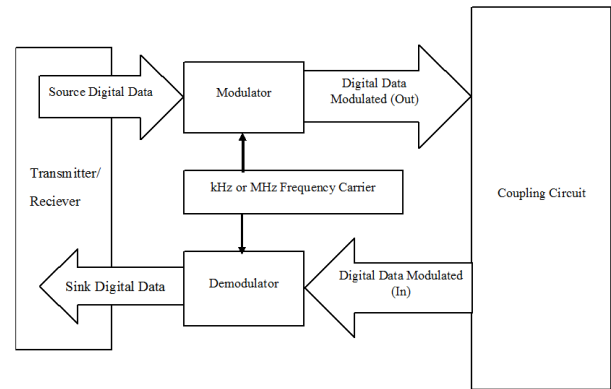 Source Digital Data
Modulator
Digital Data
Modulated (Out)
Transmitter/
Reciever
kHz or MHz Frequency Carrier
Coupling Circuit
Sink Digital Data
Demodulator
Digital Data Modulated
(In)